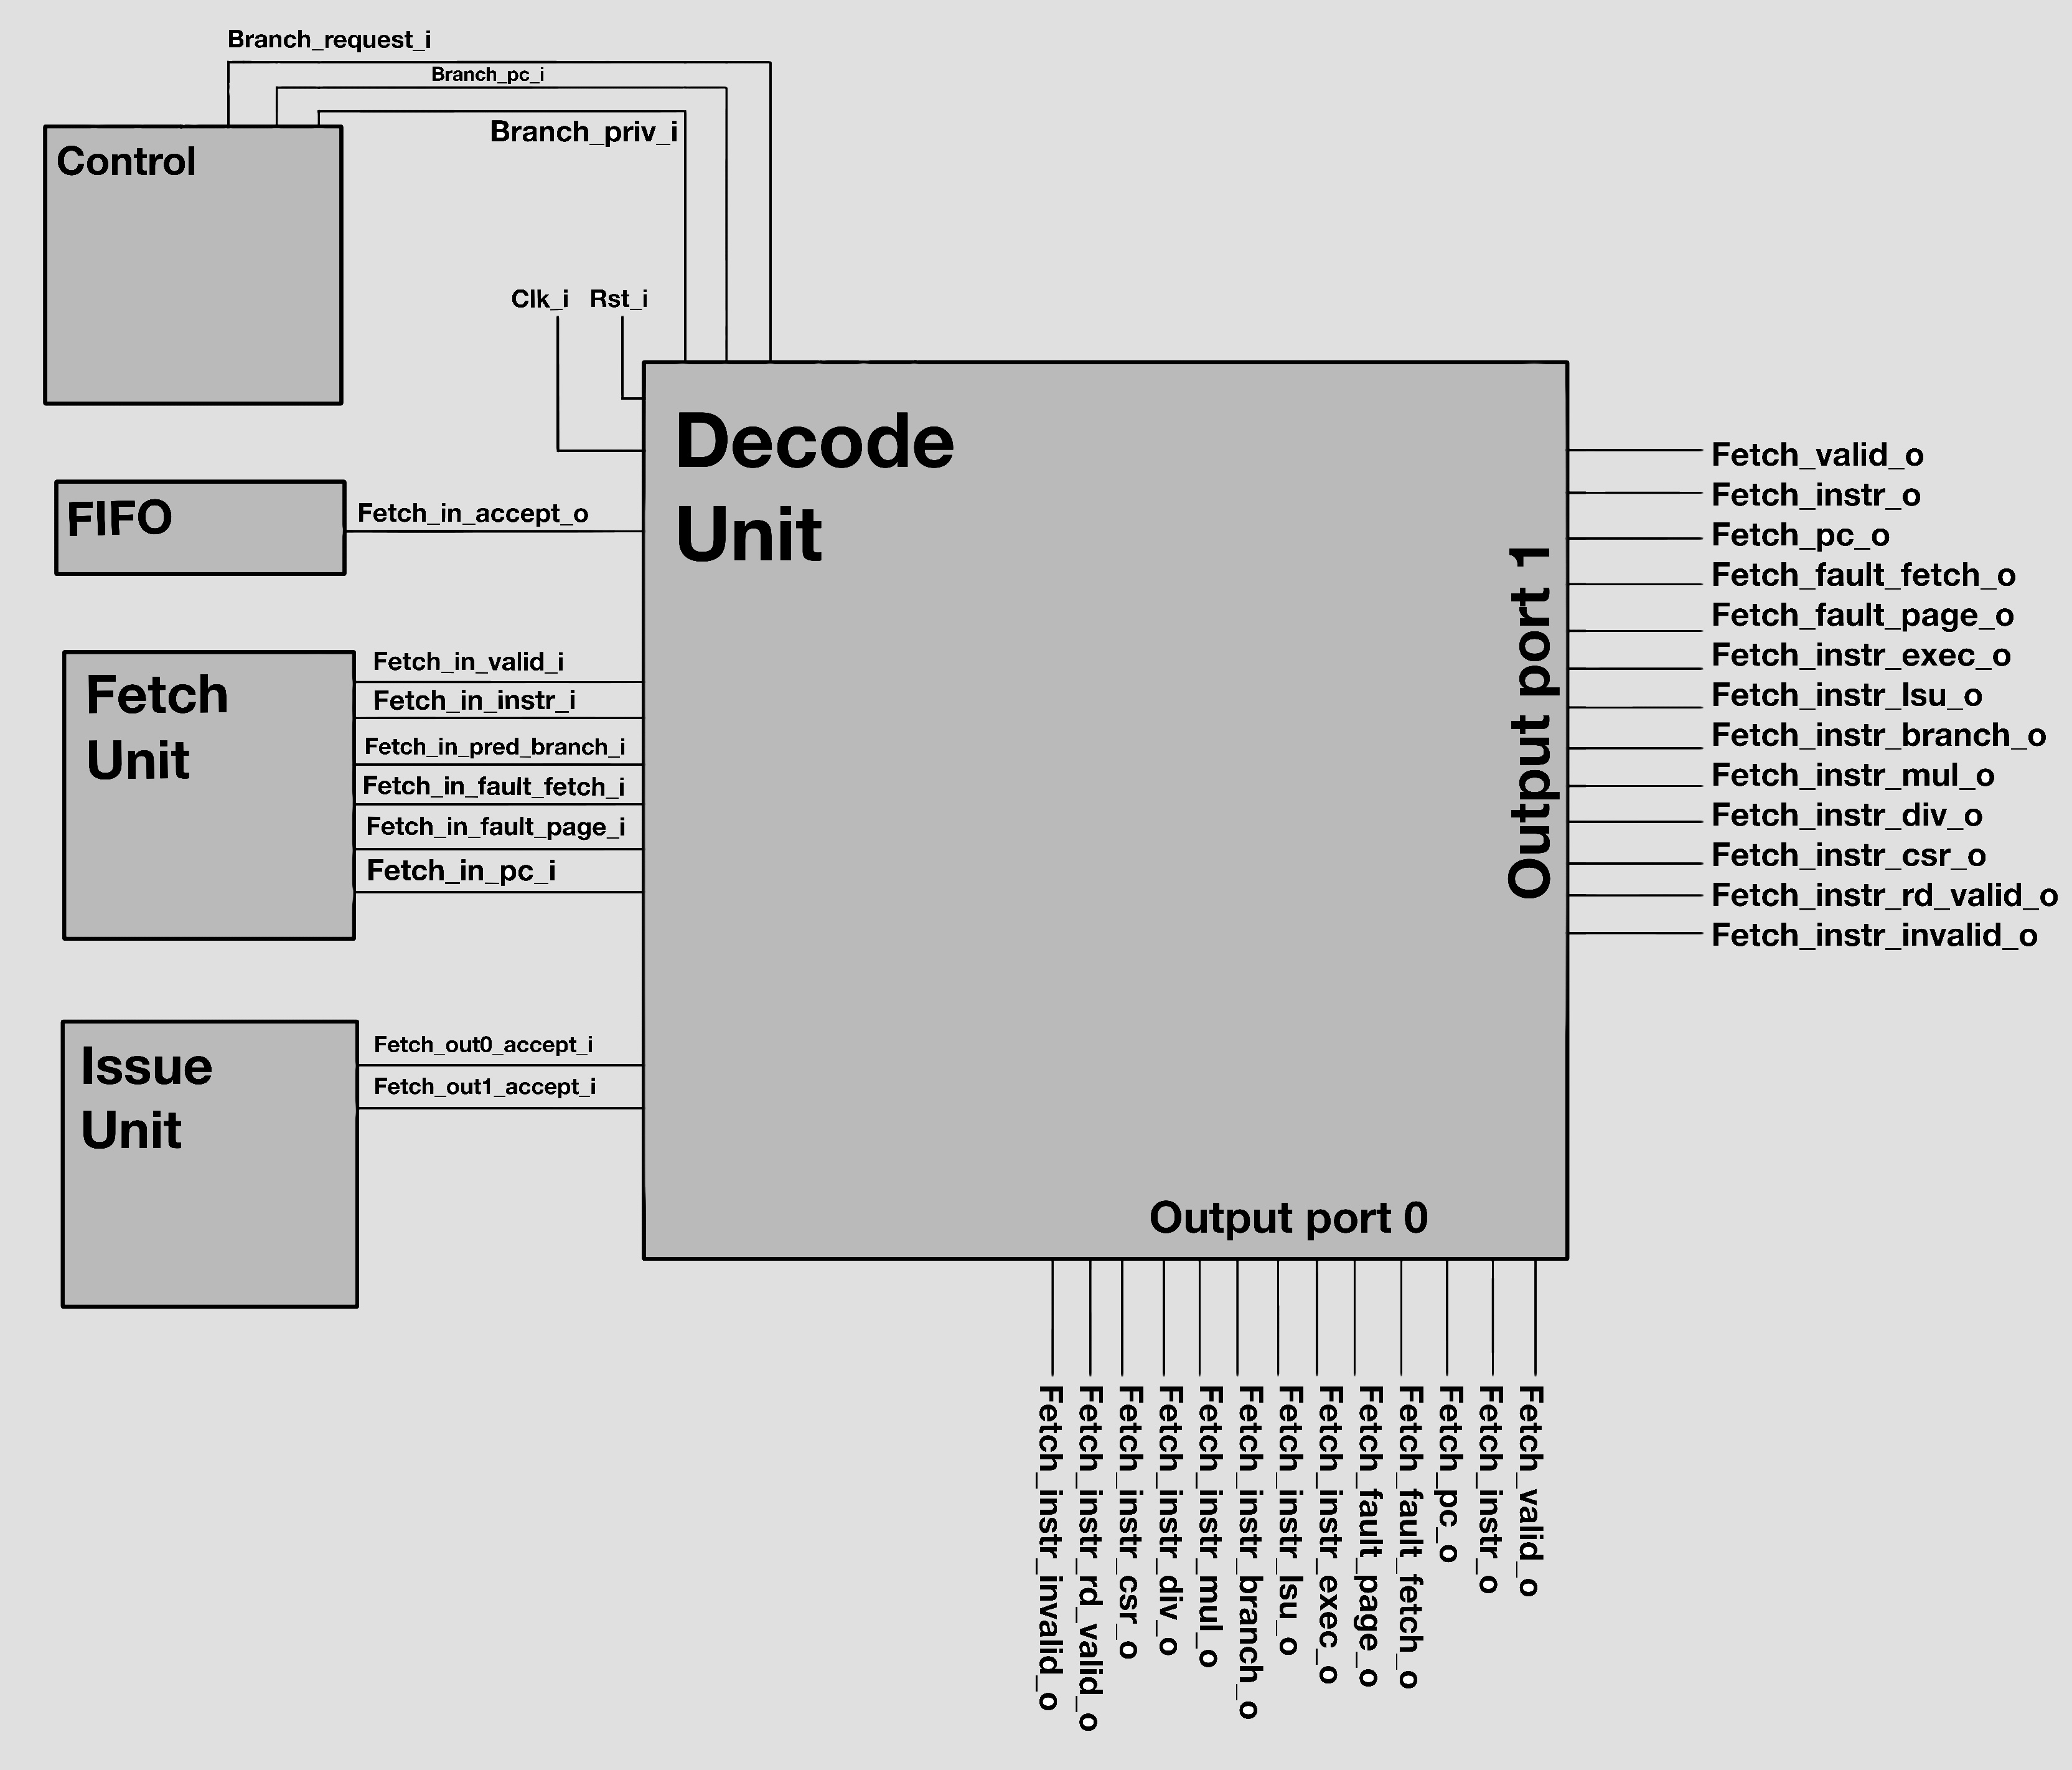 Branch_request_i
Branch_pc_i
Branch_priv_i
Control
Clk_i
Rst_i
Decode
Unit
FIFO
Fetch_in_accept_o
Fetch
Unit
Fetch_in_valid_i
Fetch_in_instr_i
Fetch_in_pred_branch_i
Fetch_in_fault_fetch_i
Fetch_in_fault_page_i
Fetch_in_pc_i
Issue
Unit
Fetch_out0_accept_i
Fetch_out1_accept_i
Output port 1
Fetch_valid_o
Fetch_instr_o
Fetch_pc_o
Fetch_fault_fetch_o
Fetch_fault_page_o
Fetch_instr_exec_o
Fetch_instr_lsu_o
Fetch_instr_branch_o
Fetch_instr_mul_o
Fetch_instr_div_o
Fetch_instr_csr_o
Fetch_instr_rd_valid_o
Fetch_instr_invalid_o
Output port 0
Fetch_valid_o
Fetch_instr_o
Fetch_pc_o
Fetch_fault_fetch_o
Fetch_fault_page_o
Fetch_instr_exec_o
Fetch_instr_lsu_o
Fetch_instr_branch_o
Fetch_instr_mul_o
Fetch_instr_div_o
Fetch_instr_csr_o
Fetch_instr_rd_valid_o
Fetch_instr_invalid_o